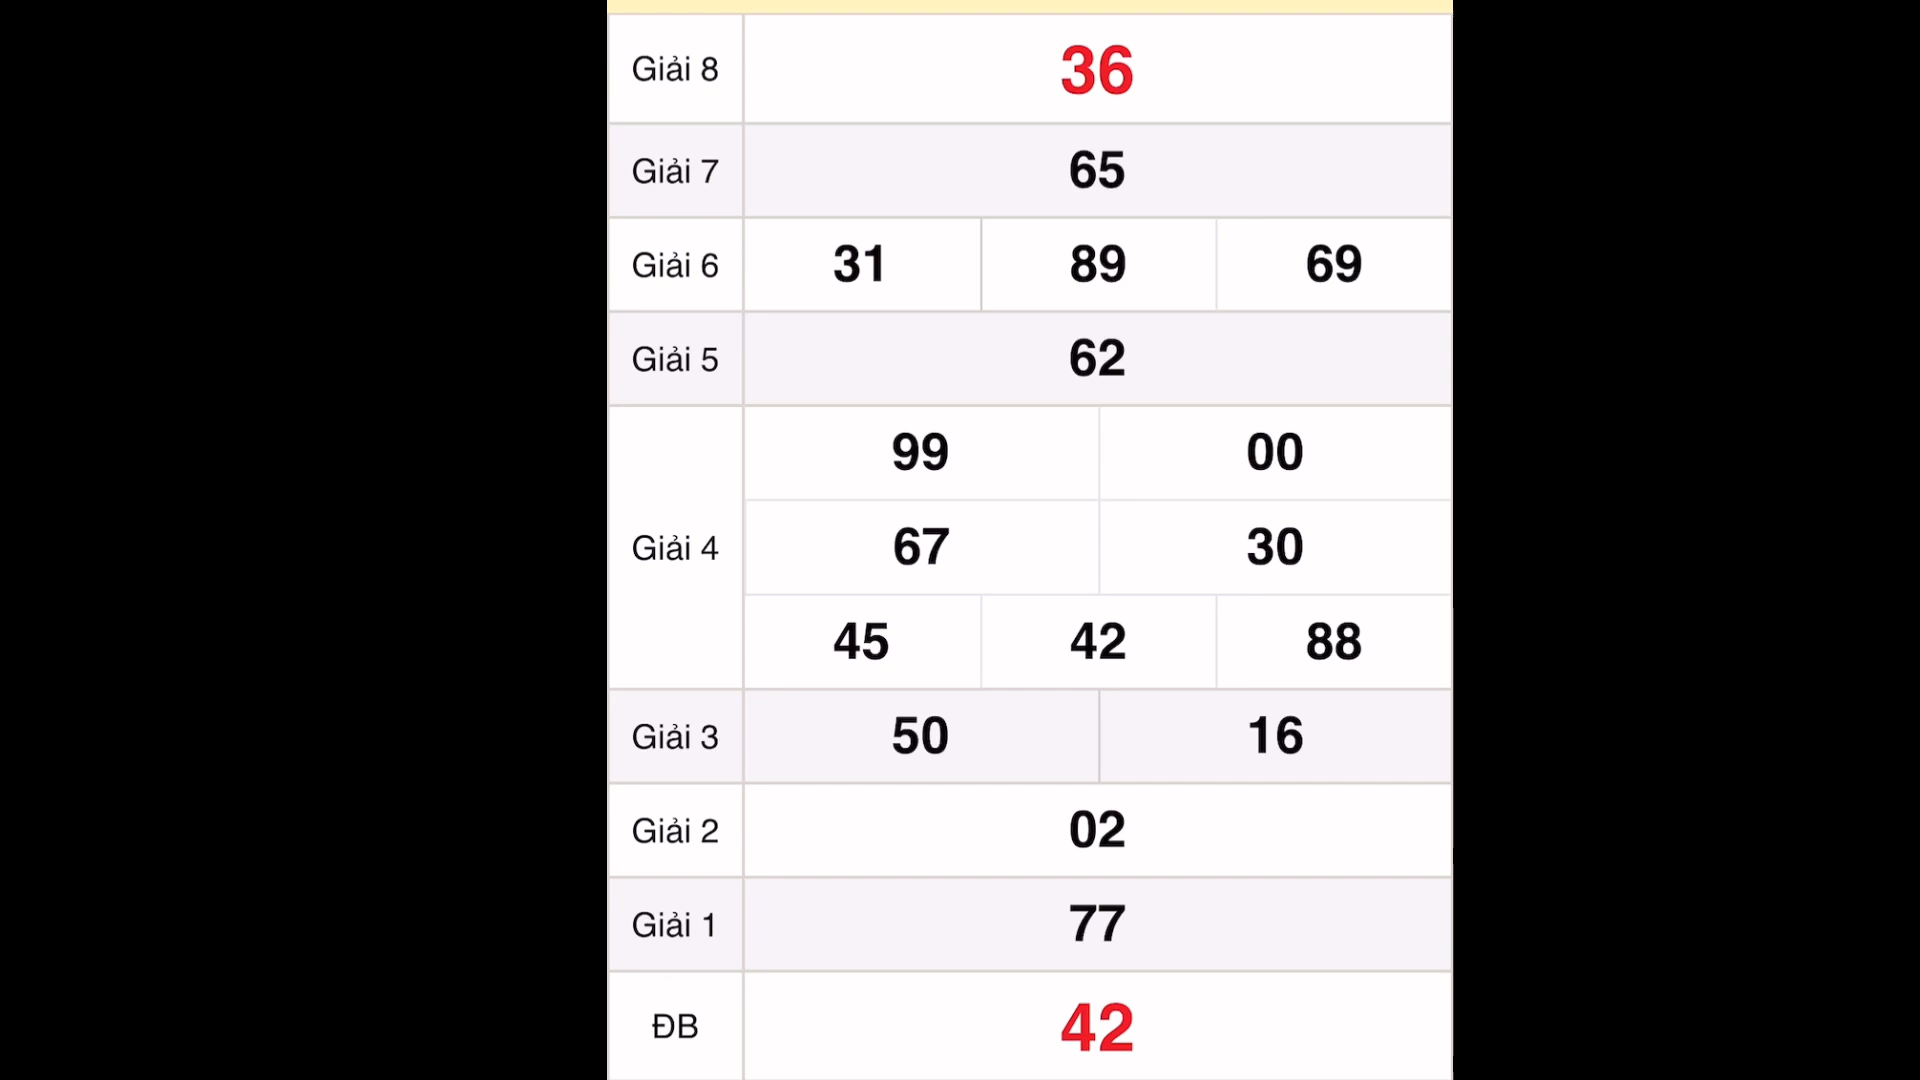 Giải 8 36
Giải 7 65
Giải 6 31 89 69
Giải 5 62
99 00
Giải 4 67 30
45 42 88
Giải 3 50 16
Giải 2 02
Giải 1 77
ĐB 42